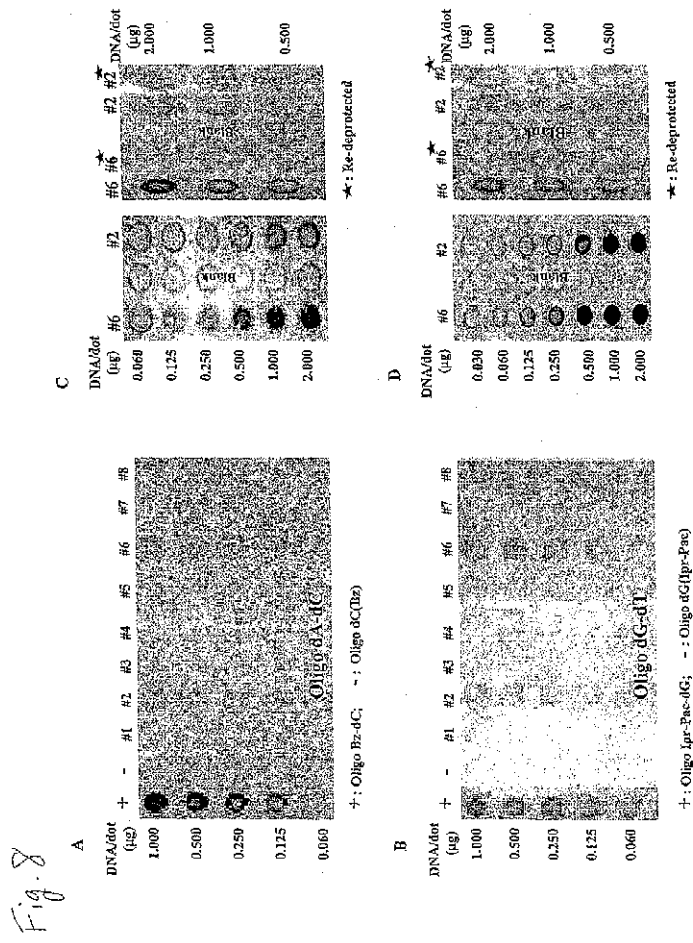 Fig. 8
A
DNA/dot
(µg)
+ - #1 #2 #3 #4 #5 #6 #7 #8
1.000
0.500
0.250
0.125
0.060
Oligo dA-dC
+ : Oligo Bz-dC; - : Oligo dC(Bz)
B
DNA/dot
(µg)
+ - #1 #2 #3 #4 #5 #6 #7 #8
1.000
0.500
0.250
0.125
0.060
Oligo dG-dT
+ : Oligo Ipr-Pac-dG; - : Oligo dG(Ipr-Pac)
C
DNA/dot
(µg)
#6 #2
0.060
0.125
0.250
0.500
1.000
2.000
Blank
#6 #6★ #2 #2★
DNA/dot
(µg)
2.000
1.000
0.500
Blank
★ : Re-deprotected
D
DNA/dot
(µg)
#6 #2
0.030
0.060
0.125
0.250
0.500
1.000
2.000
Blank
#6 #6★ #2 #2★
DNA/dot
(µg)
2.000
1.000
0.500
Blank
★ : Re-deprotected